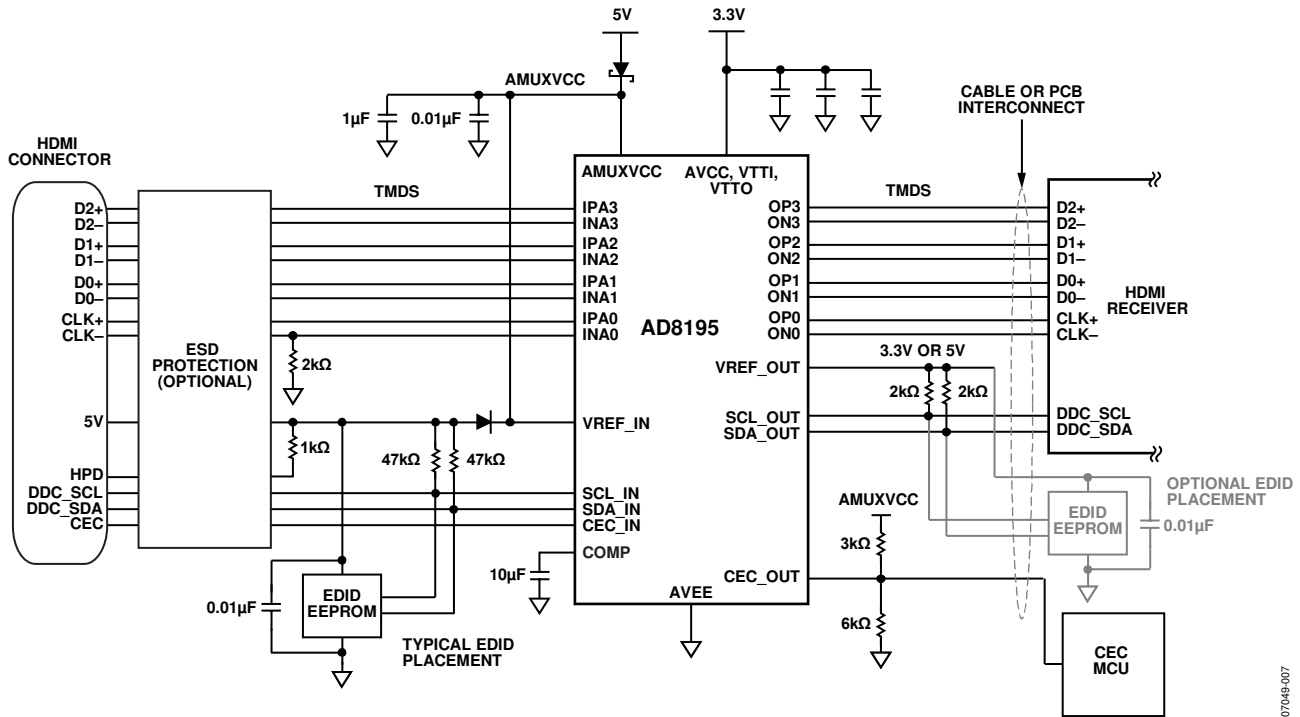 5V
3.3V
AMUXVCC
1µF
0.01µF
CABLE OR PCB
INTERCONNECT
HDMI
CONNECTOR
D2+
D2–
D1+
D1–
D0+
D0–
CLK+
CLK–
5V
HPD
DDC_SCL
DDC_SDA
CEC
ESD
PROTECTION
(OPTIONAL)
TMDS
2kΩ
1kΩ
47kΩ
47kΩ
0.01µF
EDID
EEPROM
TYPICAL EDID
PLACEMENT
10µF
AMUXVCC
AVCC, VTTI,
VTTO
IPA3
INA3
IPA2
INA2
IPA1
INA1
IPA0
INA0
VREF_IN
SCL_IN
SDA_IN
CEC_IN
COMP
AD8195
AVEE
OP3
ON3
OP2
ON2
OP1
ON1
OP0
ON0
VREF_OUT
SCL_OUT
SDA_OUT
CEC_OUT
TMDS
3.3V OR 5V
2kΩ
2kΩ
AMUXVCC
3kΩ
6kΩ
D2+
D2–
D1+
D1–
D0+
D0–
CLK+
CLK–
HDMI
RECEIVER
DDC_SCL
DDC_SDA
OPTIONAL EDID
PLACEMENT
EDID
EEPROM
0.01µF
CEC
MCU
07049-007